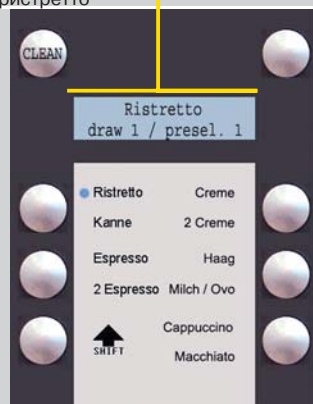 ристретто
CLEAN
Ristretto
draw 1 / presel. 1
Ristretto Creme
Kanne 2 Creme
Espresso Haag
2 Espresso Milch / Ovo
Cappuccino
SHIFT
Macchiato